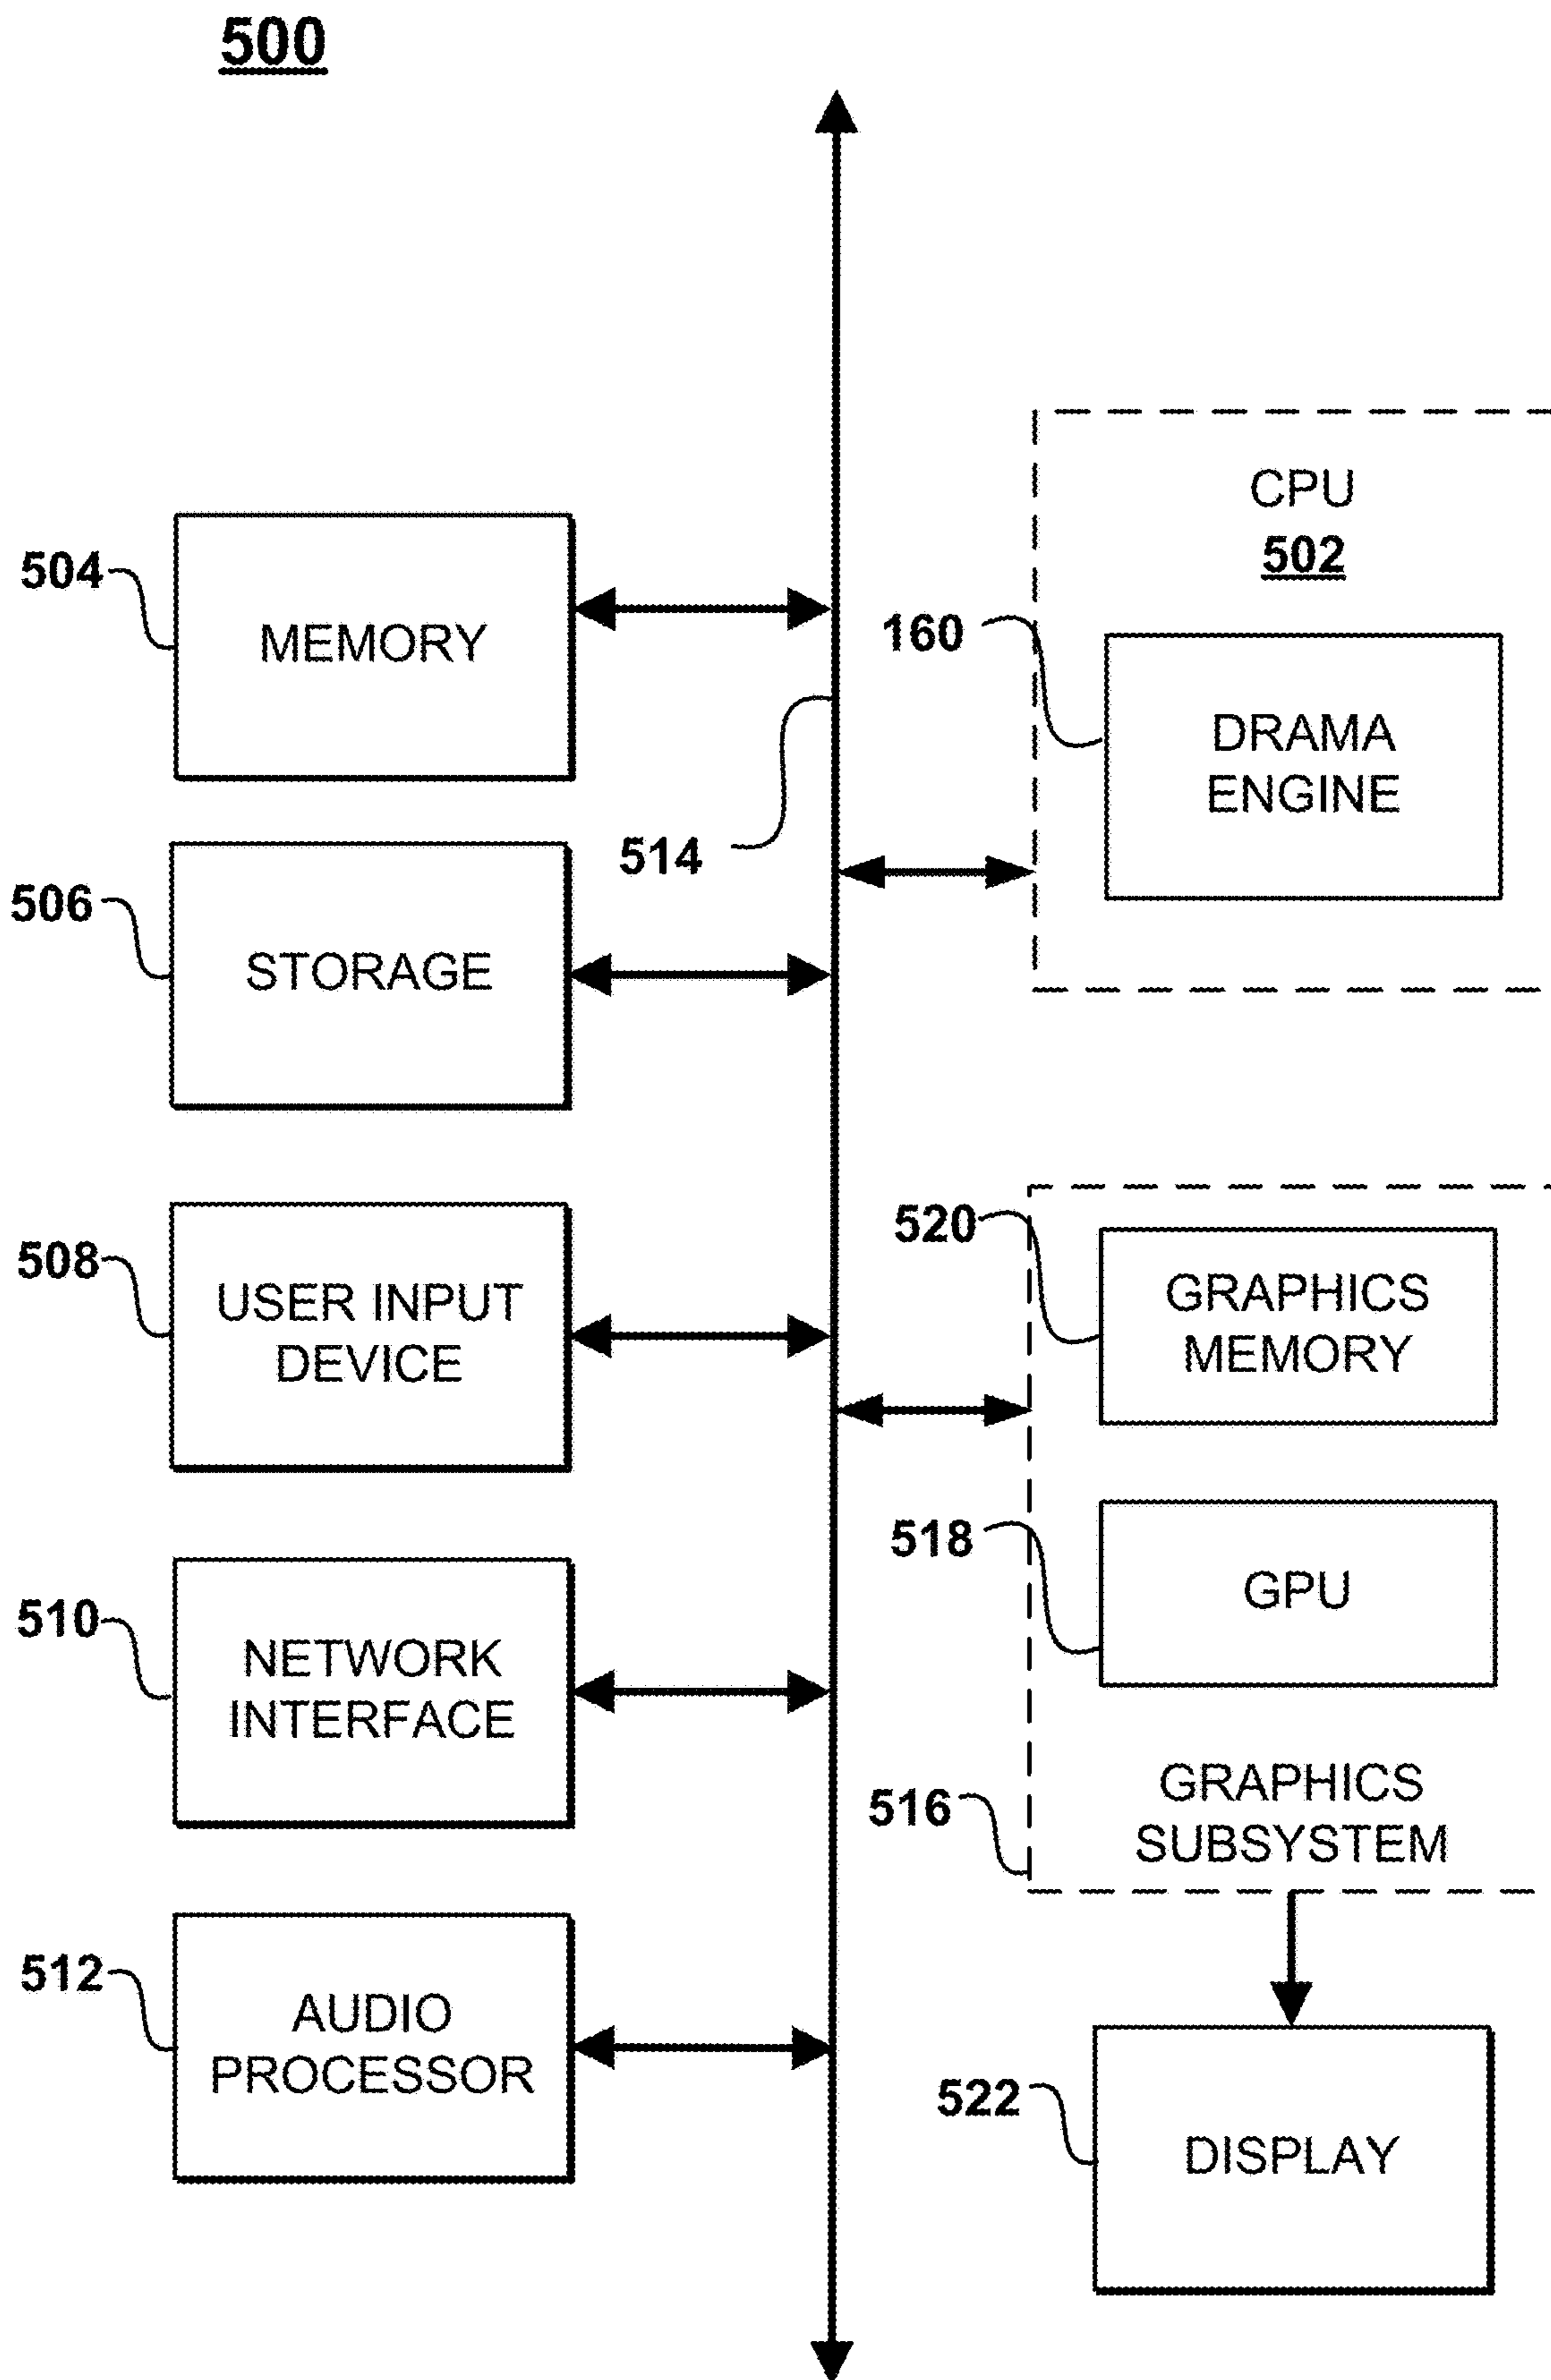 500
CPU
502
504
MEMORY
160
DRAMA
ENGINE
514
506
STORAGE
508
USER INPUT
DEVICE
520
GRAPHICS
MEMORY
518
GPU
510
NETWORK
INTERFACE
516
GRAPHICS
SUBSYSTEM
512
AUDIO
PROCESSOR
522
DISPLAY